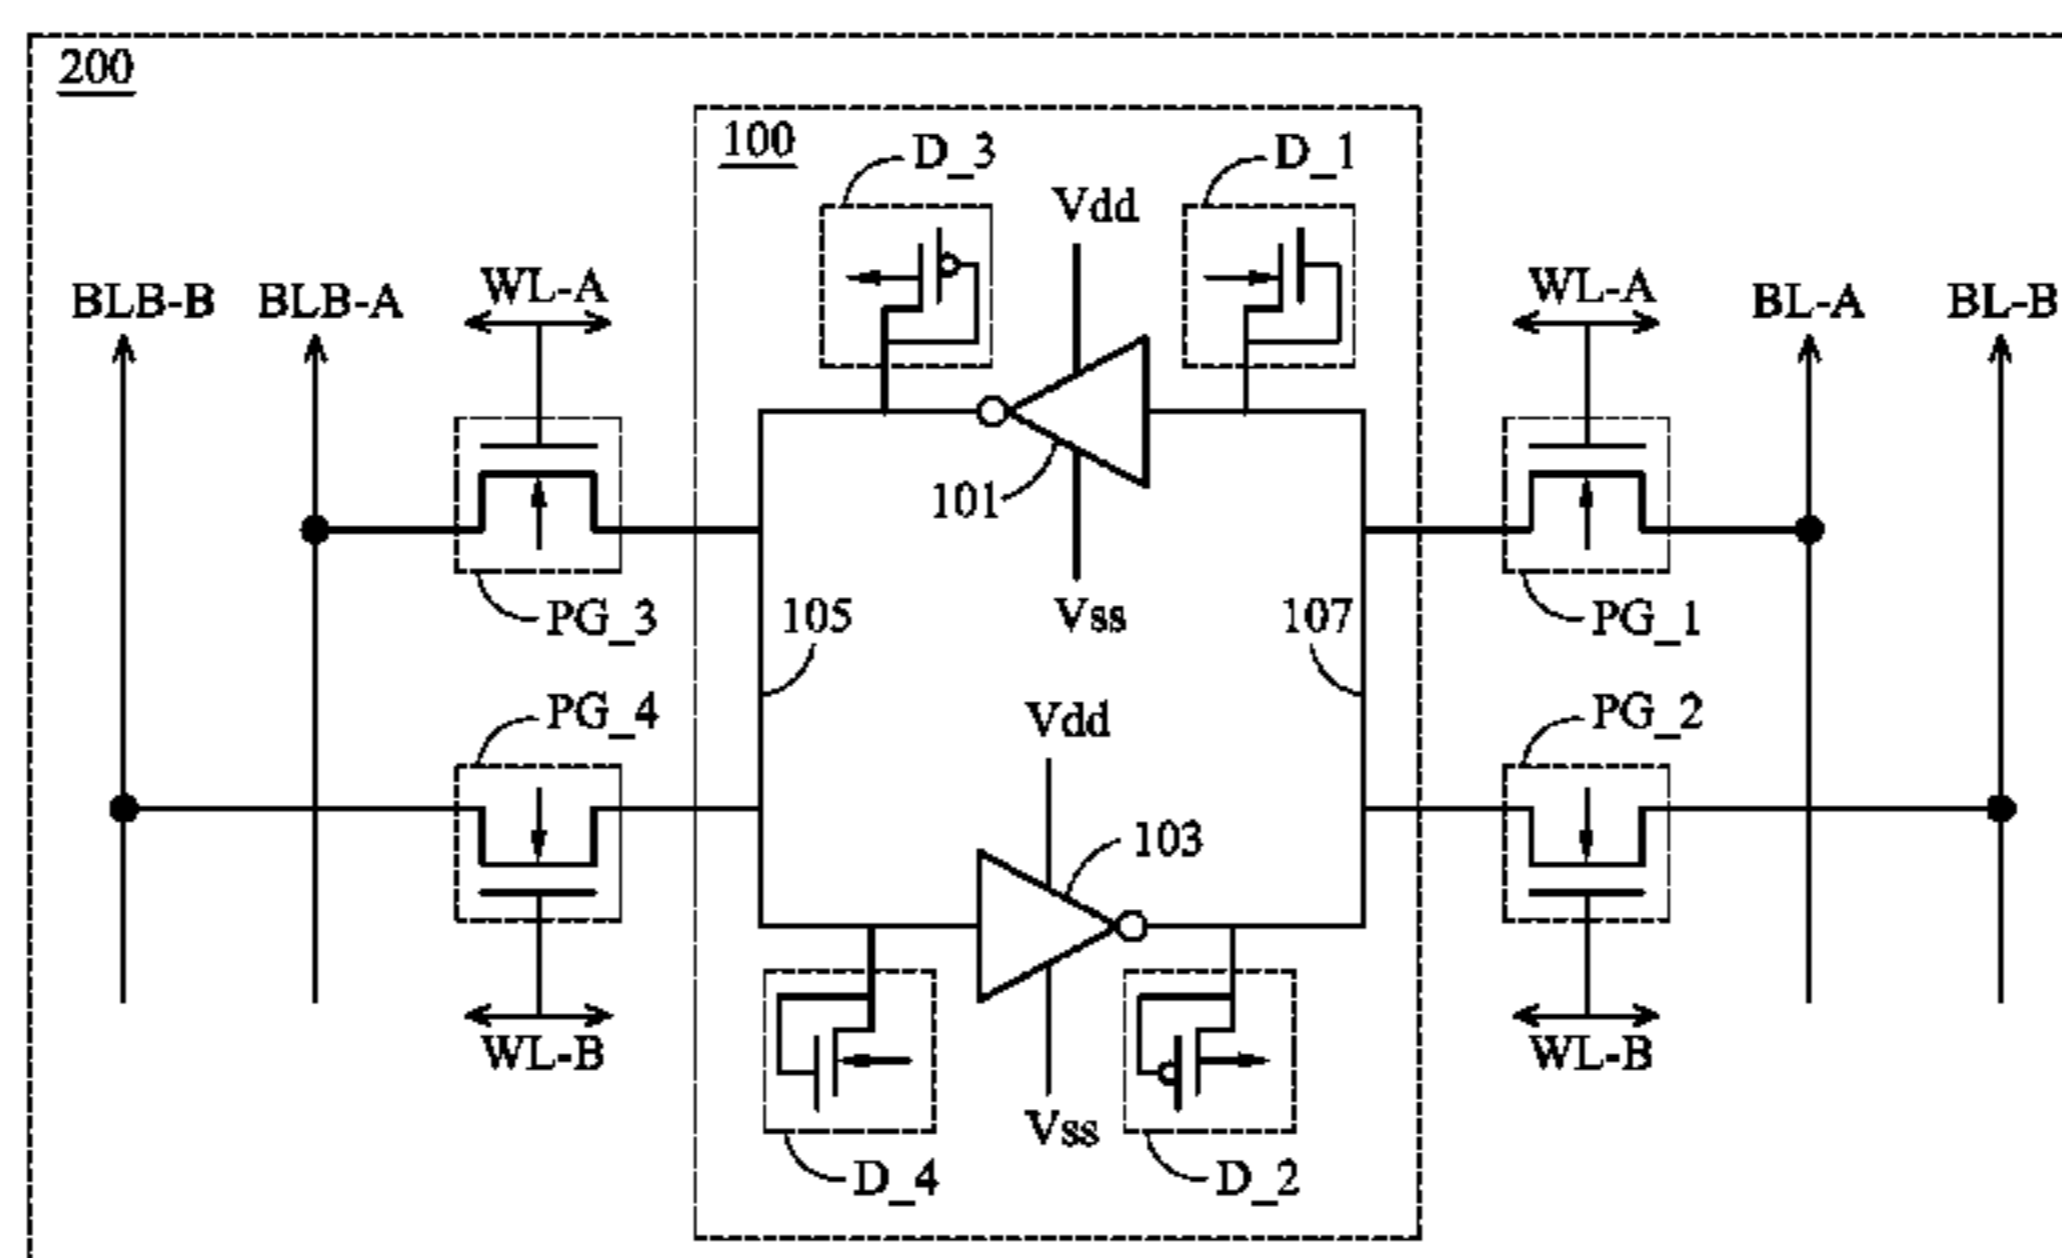 200
100
D_3
D_1
Vdd
BLB-B
BLB-A
WL-A
WL-A
BL-A
BL-B
101
PG_3
105
Vss
107
PG_1
PG_4
Vdd
PG_2
103
WL-B
WL-B
Vss
D_4
D_2